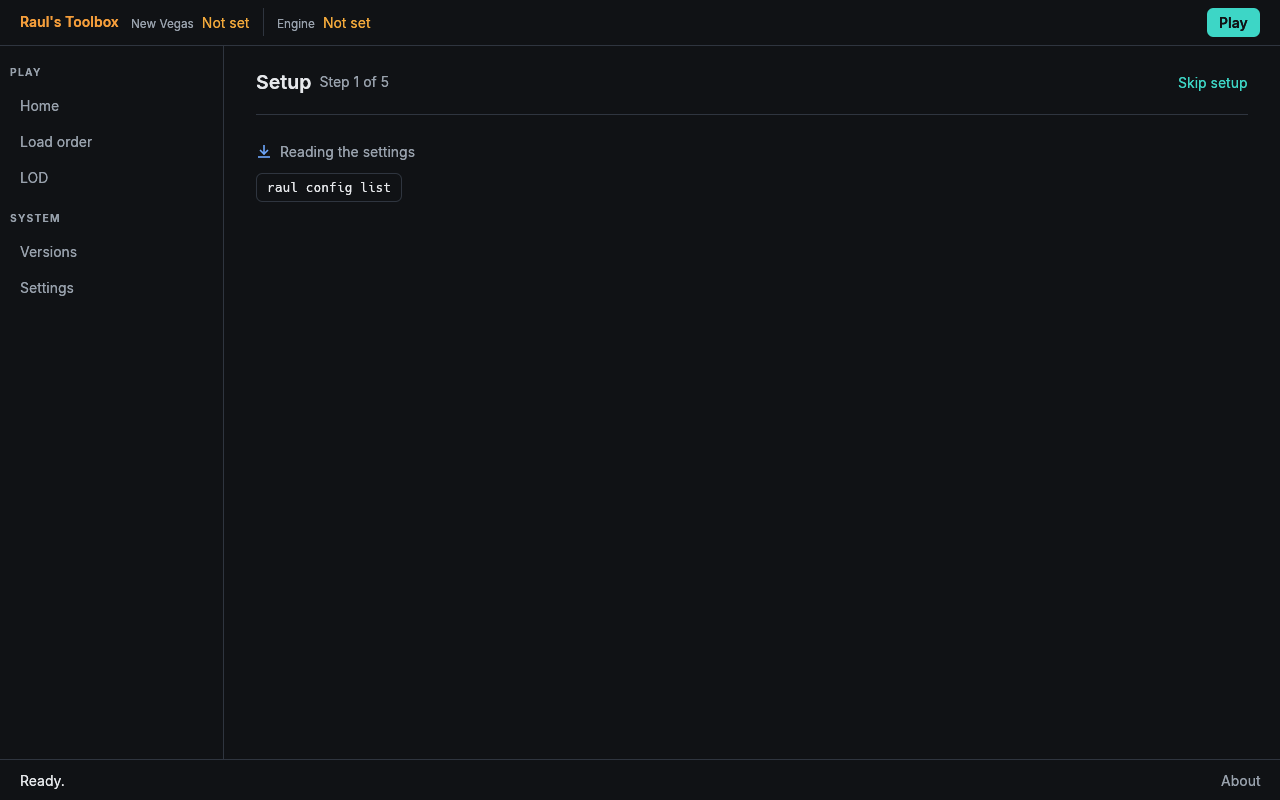 Raul's Toolbox New Vegas Not set Engine Not set Play
PLAY
Home
Load order
LOD
SYSTEM
Versions
Settings
Setup Step 1 of 5 Skip setup
Reading the settings
raul config list
Ready. About